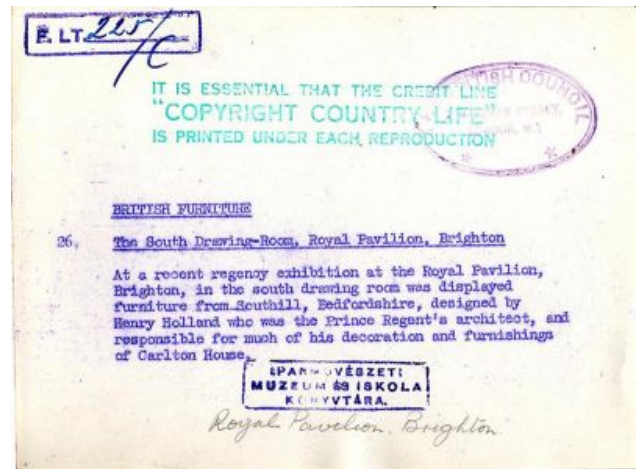 F. LT. 225/C
IT IS ESSENTIAL THAT THE CREDIT LINE
"COPYRIGHT COUNTRY LIFE"
IS PRINTED UNDER EACH REPRODUCTION
BRITISH COUNCIL
W.1
BRITISH FURNITURE
26. The South Drawing-Room, Royal Pavilion, Brighton
At a recent regency exhibition at the Royal Pavilion,
Brighton, in the south drawing room was displayed
furniture from Southill, Bedfordshire, designed by
Henry Holland who was the Prince Regent's architect, and
responsible for much of his decoration and furnishings
of Carlton House.
IPARMŰVÉSZETI
MUZEUM ÉS ISKOLA
KÖNYVTÁRA.
Royal Pavilion. Brighton